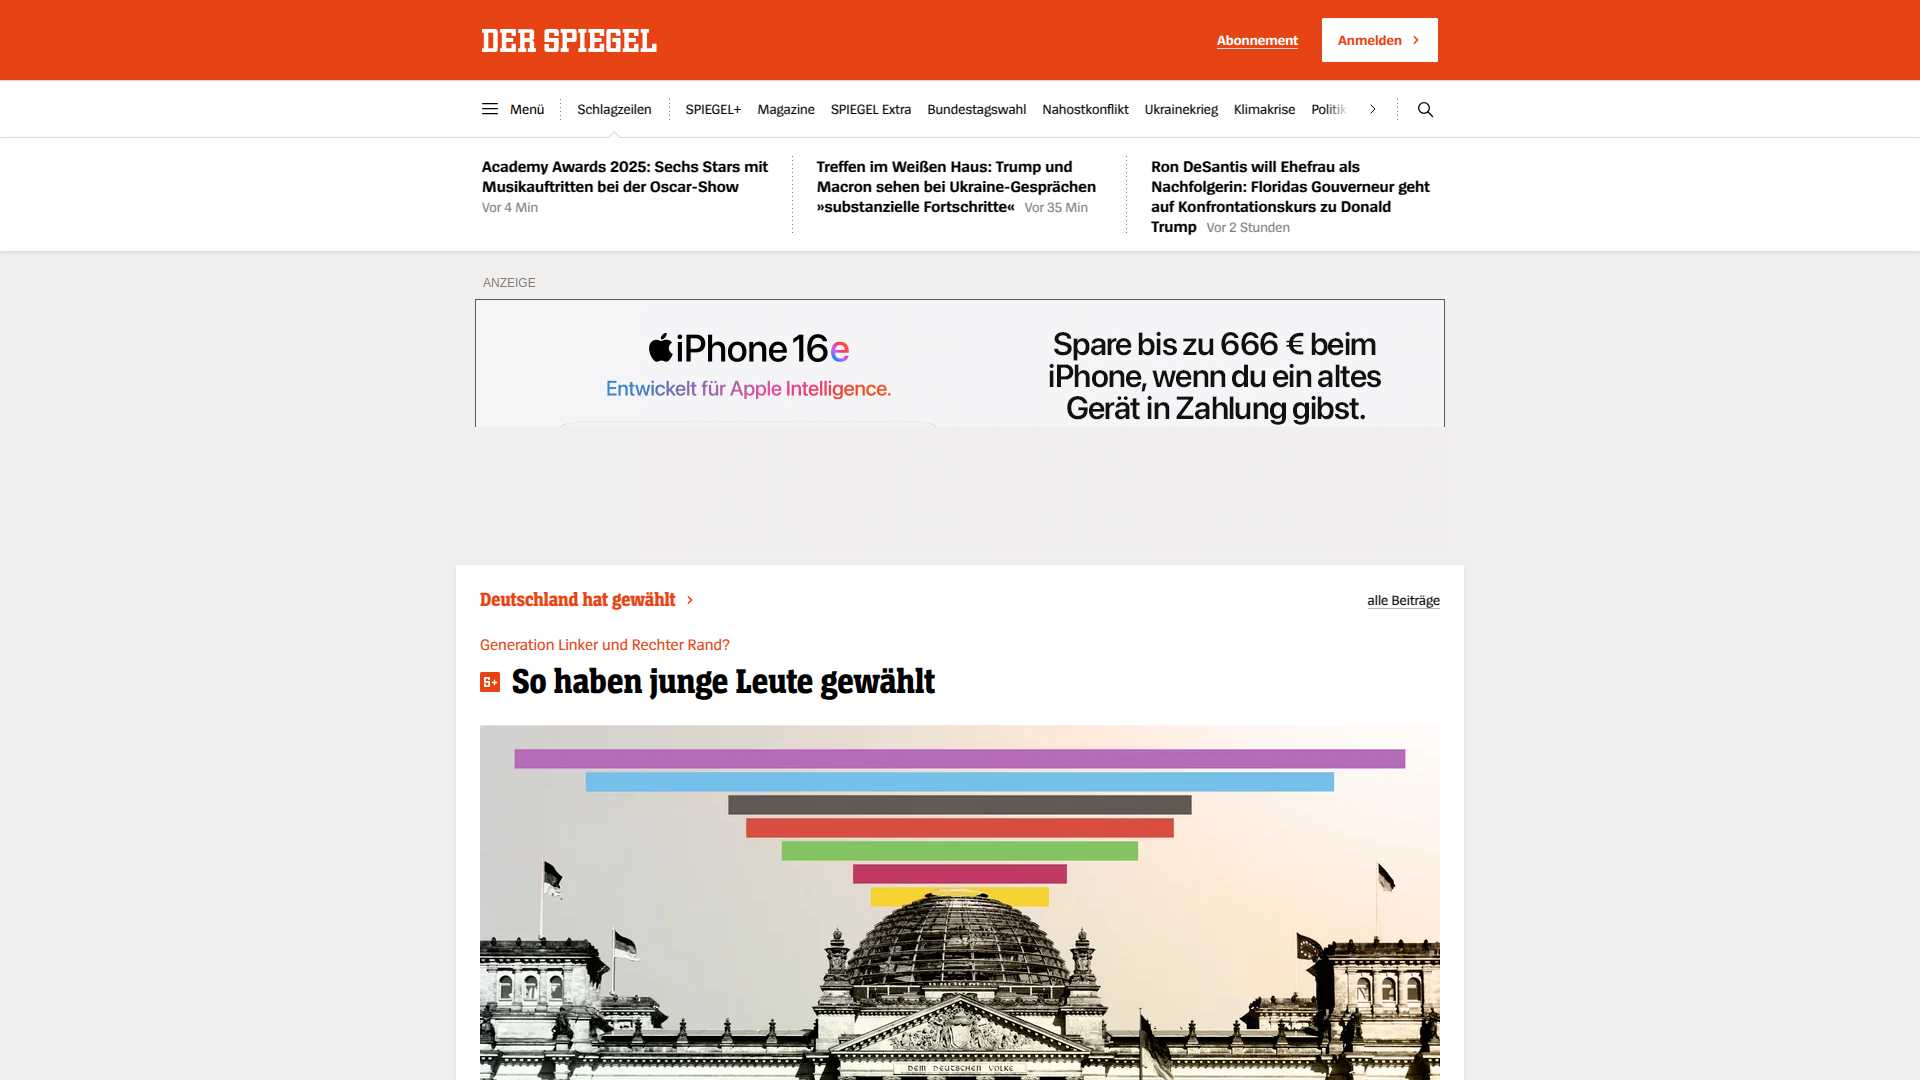 DER SPIEGEL
Abonnement
Anmelden
Menü
Schlagzeilen
SPIEGEL+
Magazine
SPIEGEL Extra
Bundestagswahl
Nahostkonflikt
Ukrainekrieg
Klimakrise
Politik
Academy Awards 2025: Sechs Stars mit
Musikauftritten bei der Oscar-Show
Vor 4 Min
Treffen im Weißen Haus: Trump und
Macron sehen bei Ukraine-Gesprächen
»substanzielle Fortschritte« Vor 35 Min
Ron DeSantis will Ehefrau als
Nachfolgerin: Floridas Gouverneur geht
auf Konfrontationskurs zu Donald
Trump Vor 2 Stunden
ANZEIGE
iPhone 16e
Entwickelt für Apple Intelligence.
Spare bis zu 666 € beim
iPhone, wenn du ein altes
Gerät in Zahlung gibst.
Deutschland hat gewählt
alle Beiträge
Generation Linker und Rechter Rand?
S+ So haben junge Leute gewählt
DEM DEUTSCHEN VOLKE